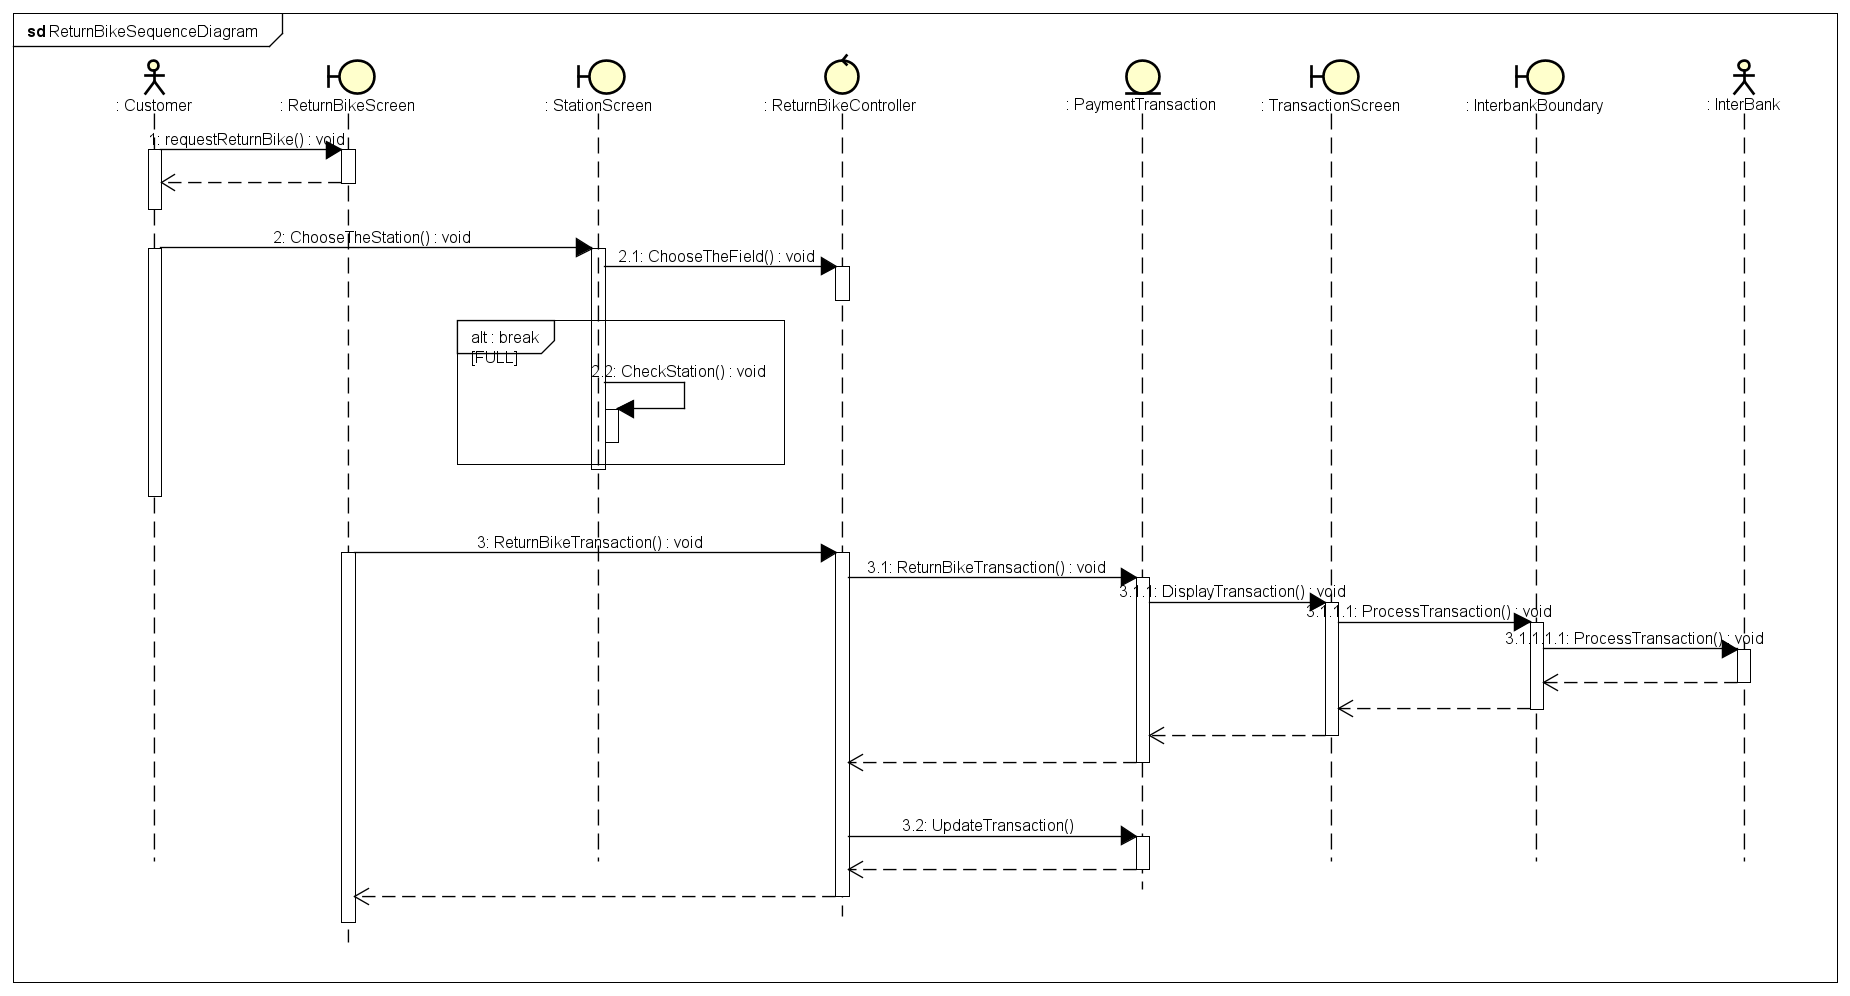 sd ReturnBikeSequenceDiagram
: Customer
: ReturnBikeScreen
: StationScreen
: ReturnBikeController
: PaymentTransaction
: TransactionScreen
: InterbankBoundary
: InterBank
1: requestReturnBike() : void
2: ChooseTheStation() : void
2.1: ChooseTheField() : void
alt : break
[FULL]
2.2: CheckStation() : void
3: ReturnBikeTransaction() : void
3.1: ReturnBikeTransaction() : void
3.1.1: DisplayTransaction() : void
3.1.1.1: ProcessTransaction() : void
3.1.1.1.1: ProcessTransaction() : void
3.2: UpdateTransaction()